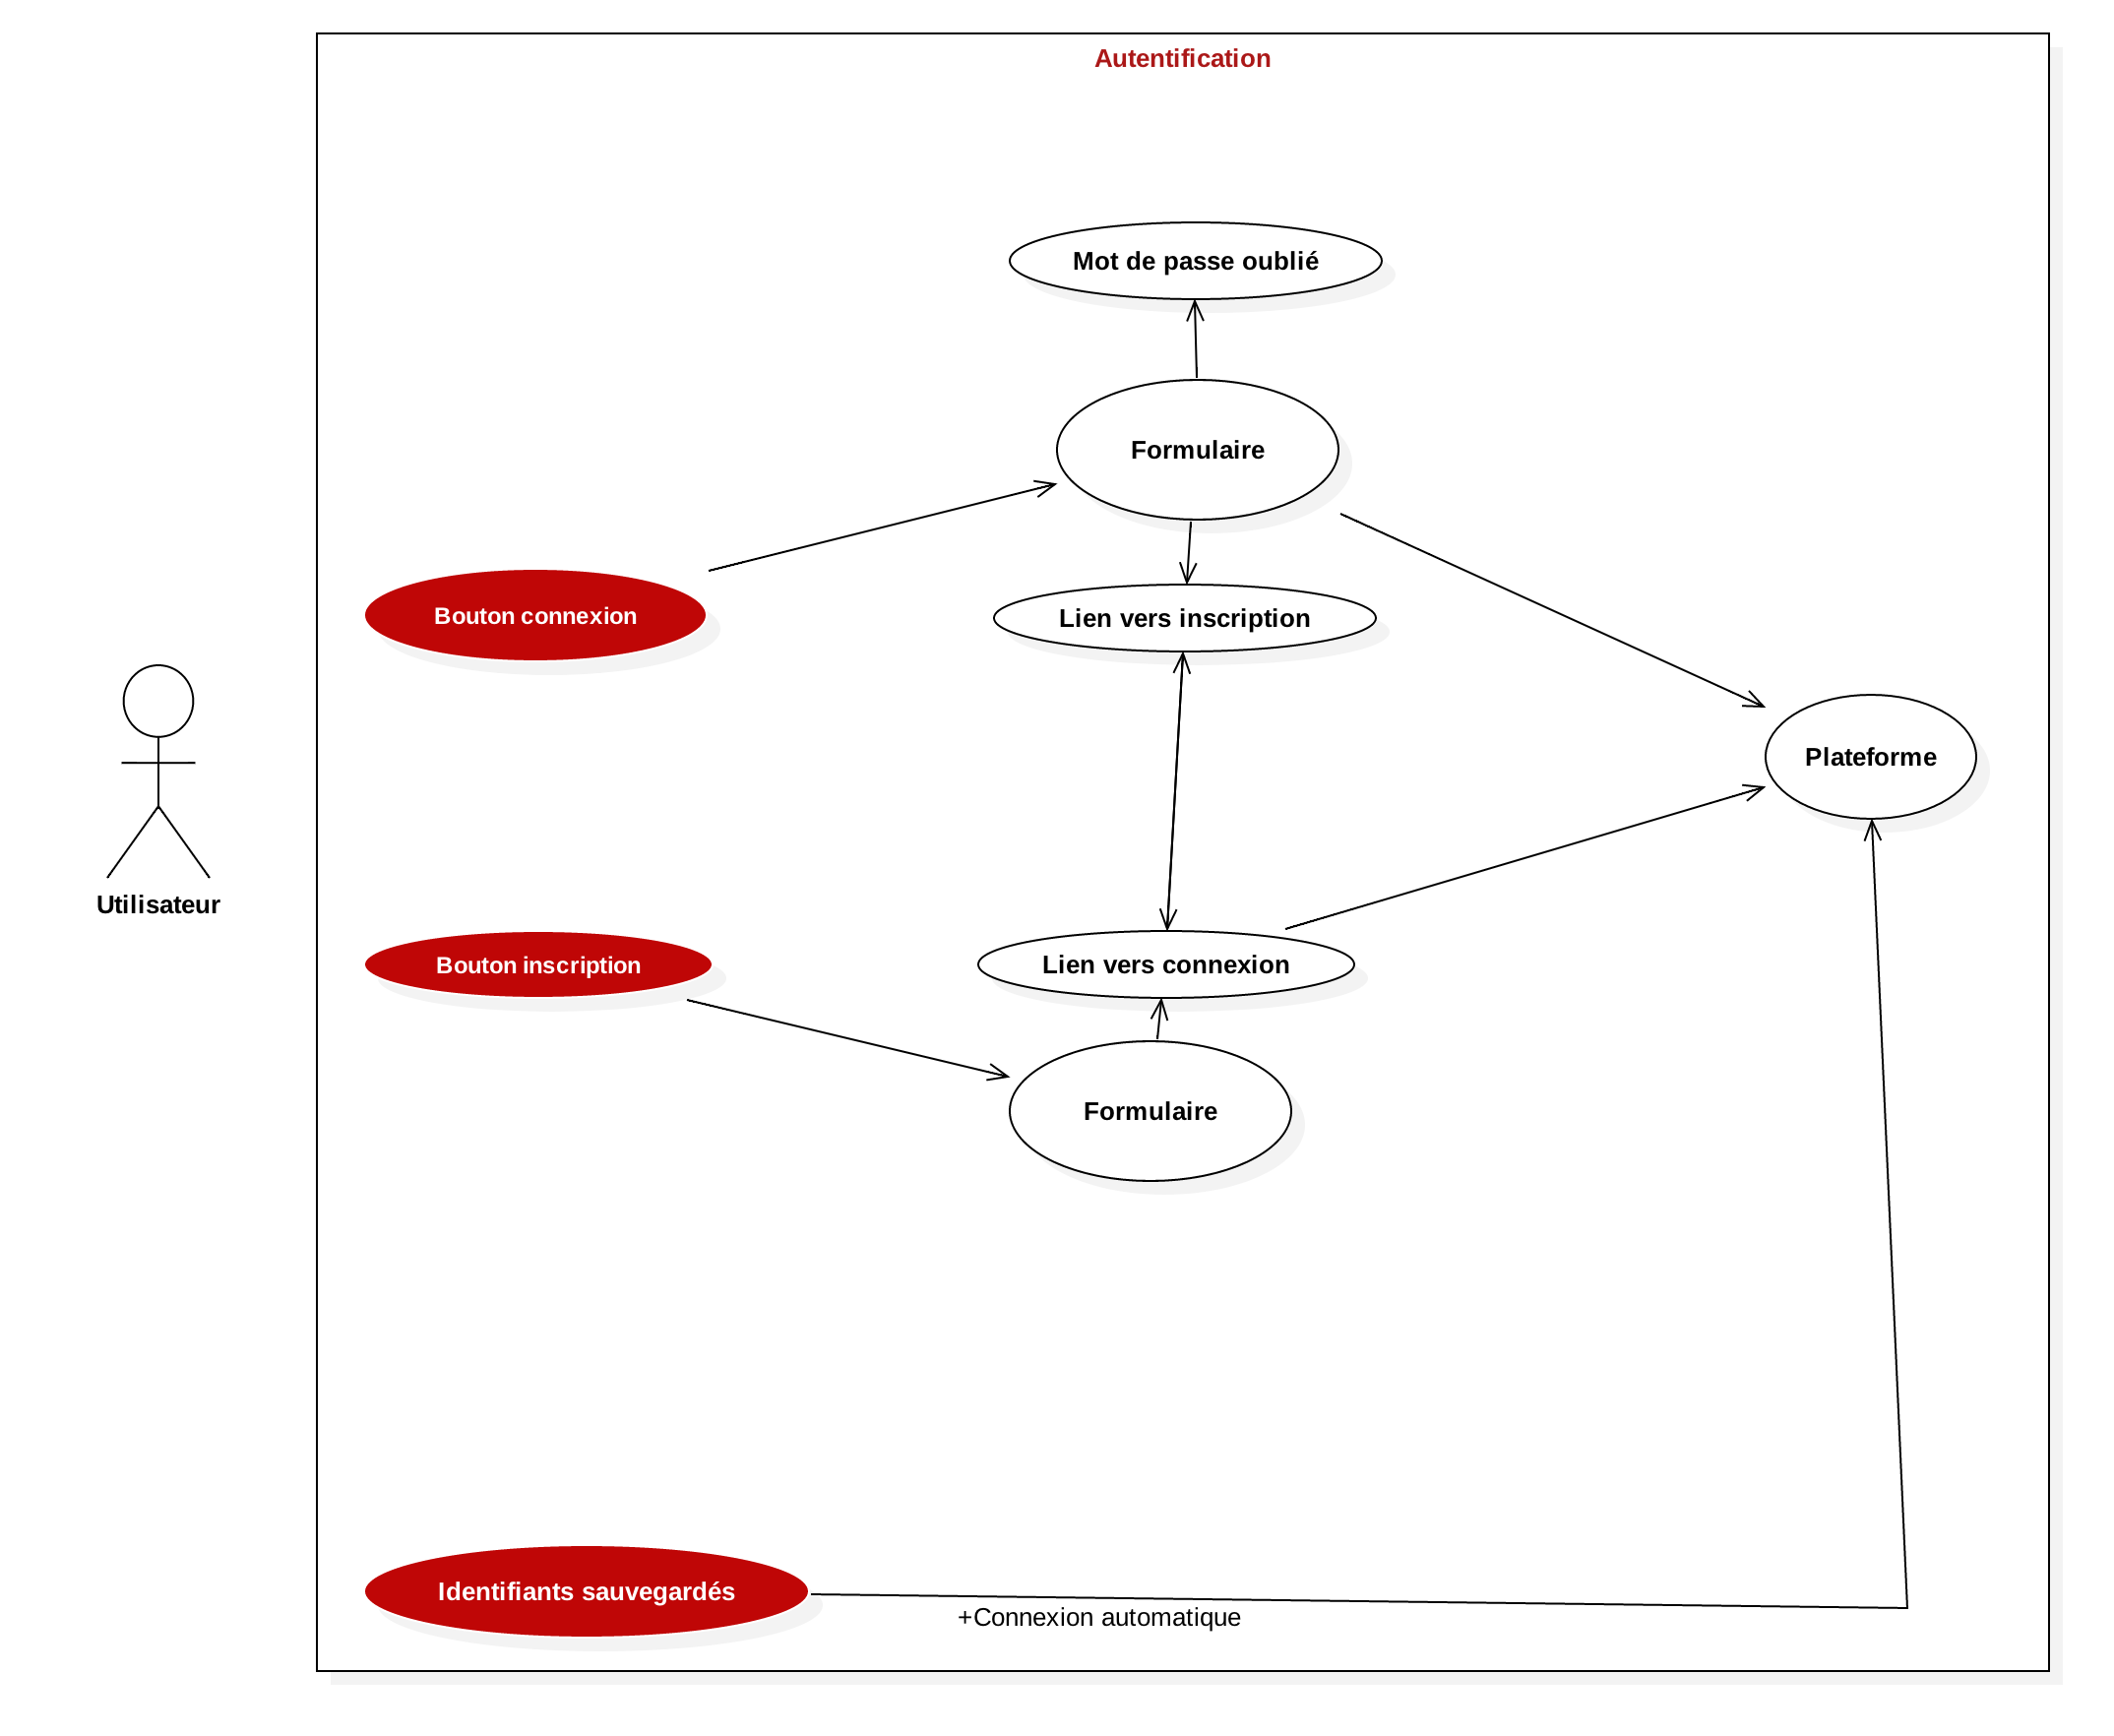 Autentification
Mot de passe oublié
Formulaire
Bouton connexion
Lien vers inscription
Plateforme
Utilisateur
Bouton inscription
Lien vers connexion
Formulaire
Identifiants sauvegardés
+Connexion automatique